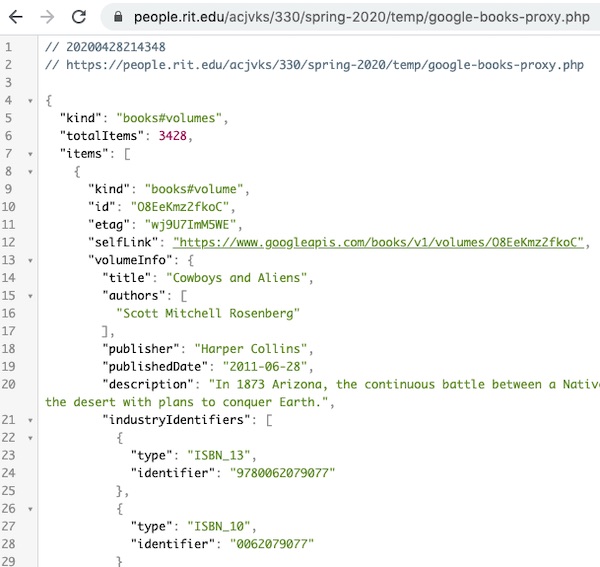 people.rit.edu/acjvks/330/spring-2020/temp/google-books-proxy.php
1 // 20200428214348
2 // https://people.rit.edu/acjvks/330/spring-2020/temp/google-books-proxy.php
3
4 {
5 "kind": "books#volumes",
6 "totalItems": 3428,
7 "items": [
8 {
9 "kind": "books#volume",
10 "id": "O8EeKmz2fkoC",
11 "etag": "wj9U7ImM5WE",
12 "selfLink": "https://www.googleapis.com/books/v1/volumes/O8EeKmz2fkoC",
13 "volumeInfo": {
14 "title": "Cowboys and Aliens",
15 "authors": [
16 "Scott Mitchell Rosenberg"
17 ],
18 "publisher": "Harper Collins",
19 "publishedDate": "2011-06-28",
20 "description": "In 1873 Arizona, the continuous battle between a Native
the desert with plans to conquer Earth.",
21 "industryIdentifiers": [
22 {
23 "type": "ISBN_13",
24 "identifier": "9780062079077"
25 },
26 {
27 "type": "ISBN_10",
28 "identifier": "0062079077"
29 }